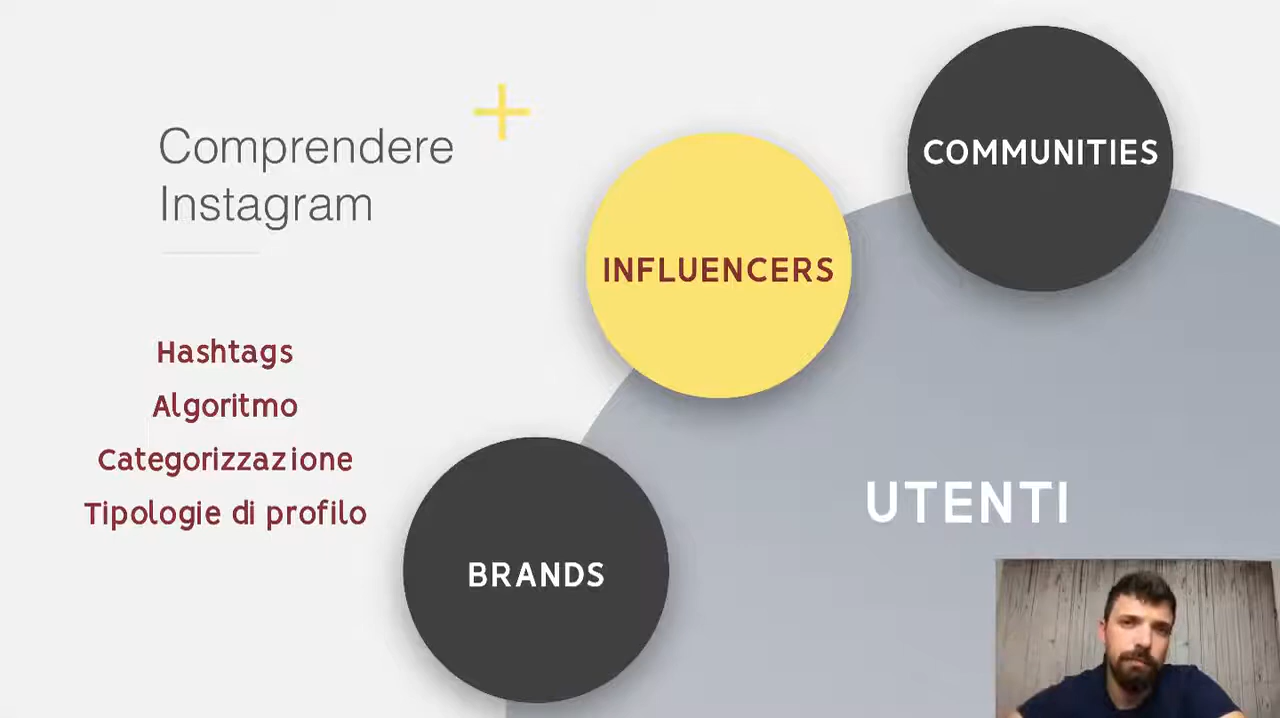 Comprendere
Instagram
Hashtags
Algoritmo
Categorizzazione
Tipologie di profilo
COMMUNITIES
INFLUENCERS
UTENTI
BRANDS